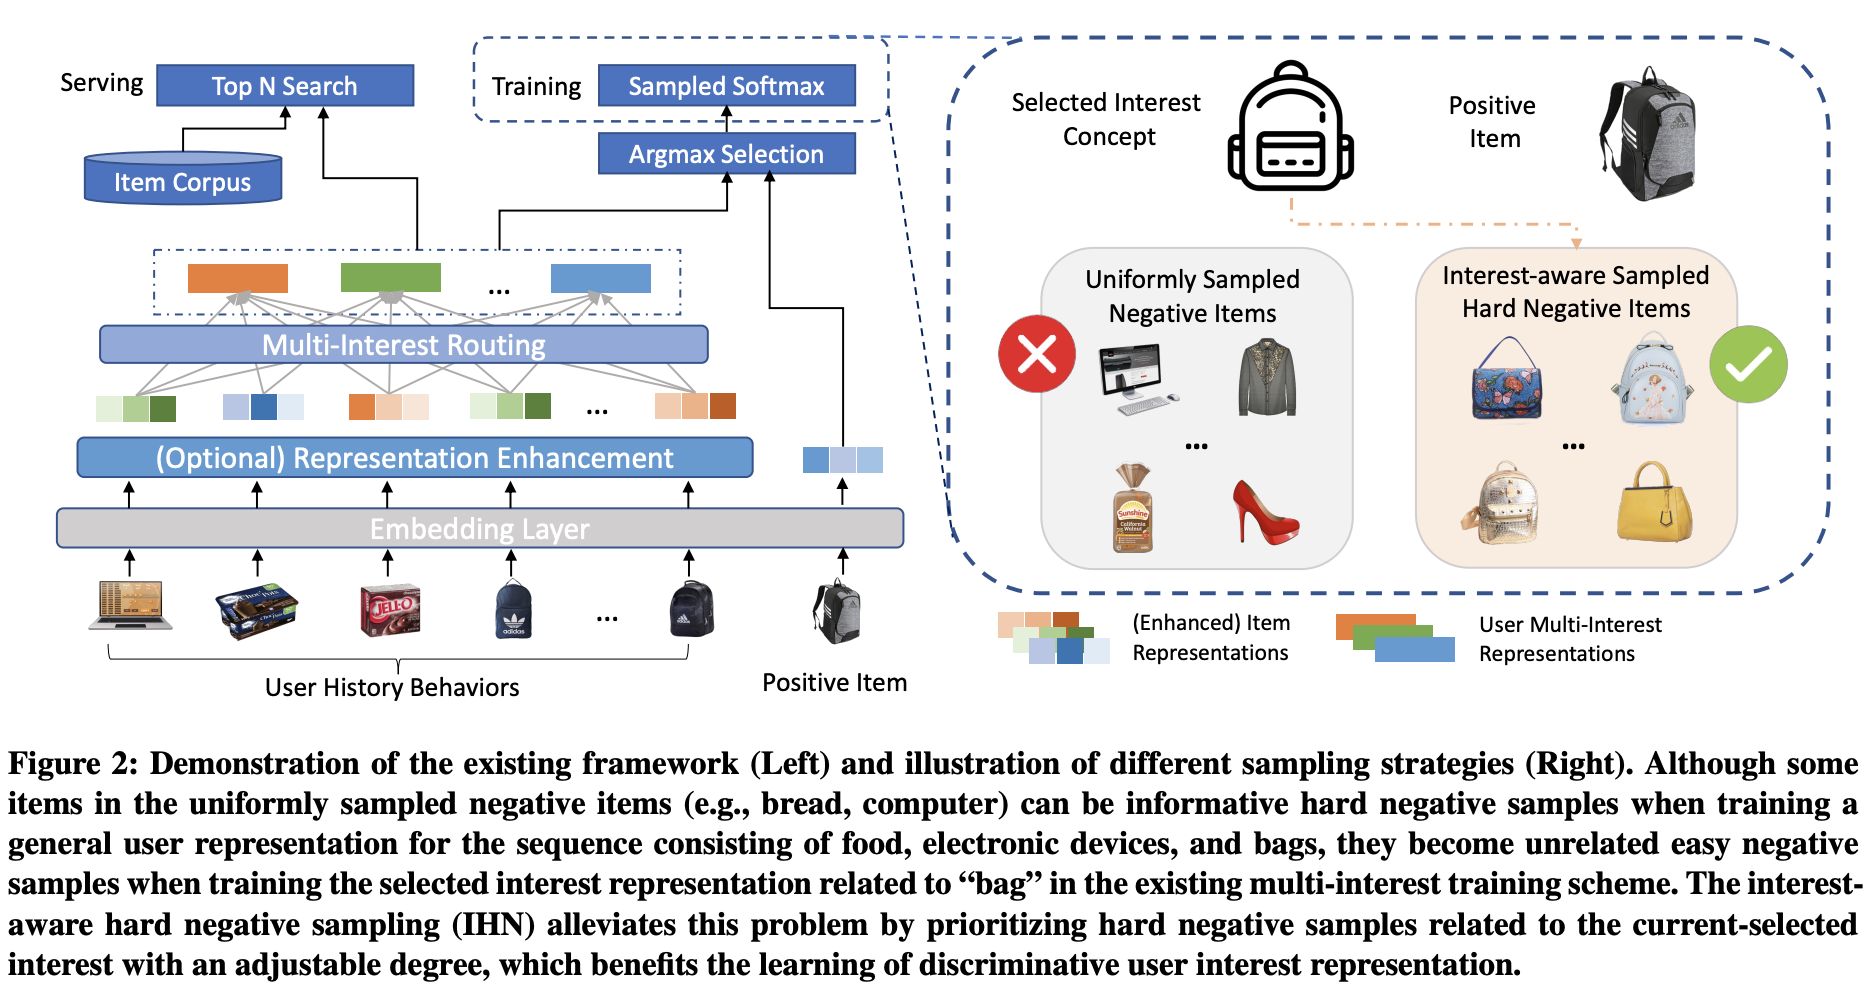 Serving
Top N Search
Training
Sampled Softmax
Item Corpus
Argmax Selection
...
Multi-Interest Routing
...
(Optional) Representation Enhancement
Embedding Layer
JELL-O
adidas
...
User History Behaviors
Positive Item
Selected Interest
Concept
Positive
Item
adidas
Uniformly Sampled
Negative Items
...
Sunshine
California
Walnut
Interest-aware Sampled
Hard Negative Items
...
(Enhanced) Item
Representations
User Multi-Interest
Representations
Figure 2: Demonstration of the existing framework (Left) and illustration of different sampling strategies (Right). Although some
items in the uniformly sampled negative items (e.g., bread, computer) can be informative hard negative samples when training a
general user representation for the sequence consisting of food, electronic devices, and bags, they become unrelated easy negative
samples when training the selected interest representation related to “bag” in the existing multi-interest training scheme. The interest-
aware hard negative sampling (IHN) alleviates this problem by prioritizing hard negative samples related to the current-selected
interest with an adjustable degree, which benefits the learning of discriminative user interest representation.